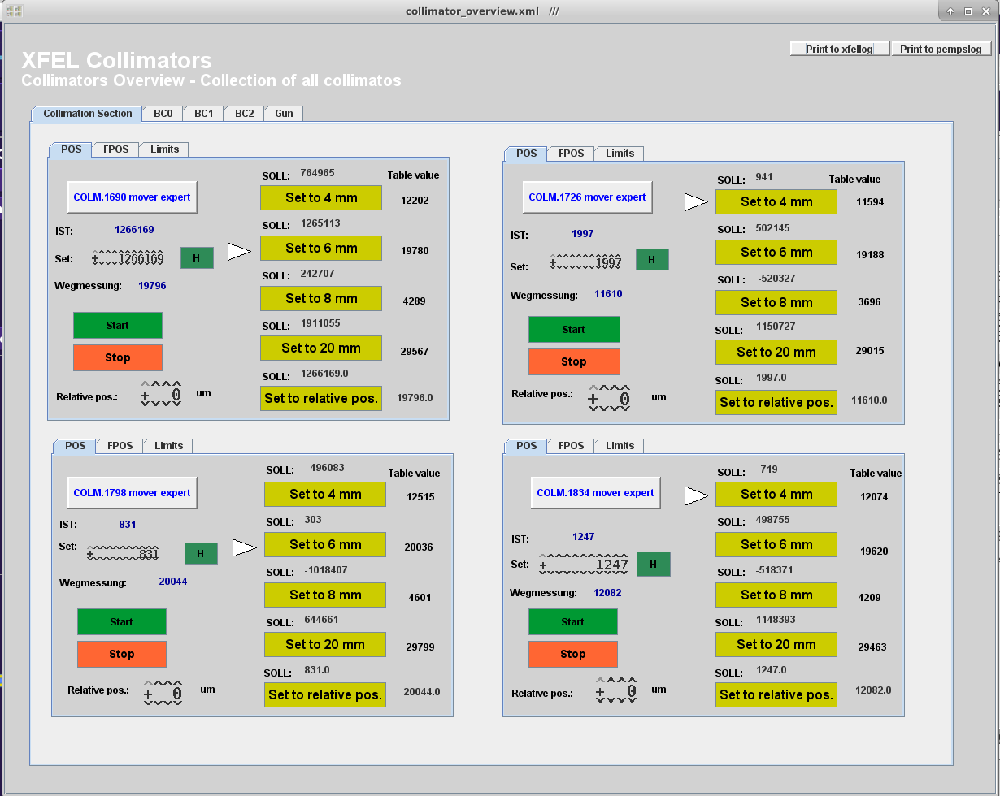 collimator_overview.xml ///
Print to xfellog Print to pempslog
XFEL Collimators
Collimators Overview - Collection of all collimatos
Collimation Section BC0 BC1 BC2 Gun
POS FPOS Limits
COLM.1690 mover expert
SOLL: 764965 Table value
Set to 4 mm 12202
IST: 1266169
SOLL: 1265113
Set: + 1266169 H
Set to 6 mm 19780
Wegmessung: 19796
SOLL: 242707
Set to 8 mm 4289
Start
SOLL: 1911055
Set to 20 mm 29567
Stop
SOLL: 1266169.0
Relative pos.: + 0 um
Set to relative pos. 19796.0
POS FPOS Limits
COLM.1726 mover expert
SOLL: 941 Table value
Set to 4 mm 11594
IST: 1997
SOLL: 502145
Set: + 1997 H
Set to 6 mm 19188
Wegmessung: 11610
SOLL: -520327
Set to 8 mm 3696
Start
SOLL: 1150727
Set to 20 mm 29015
Stop
SOLL: 1997.0
Relative pos.: + 0 um
Set to relative pos. 11610.0
POS FPOS Limits
COLM.1798 mover expert
SOLL: -496083 Table value
Set to 4 mm 12515
IST: 831
SOLL: 303
Set: + 831 H
Set to 6 mm 20036
Wegmessung: 20044
SOLL: -1018407
Set to 8 mm 4601
Start
SOLL: 644661
Set to 20 mm 29799
Stop
SOLL: 831.0
Relative pos.: + 0 um
Set to relative pos. 20044.0
POS FPOS Limits
COLM.1834 mover expert
SOLL: 719 Table value
Set to 4 mm 12074
IST: 1247
SOLL: 498755
Set: + 1247 H
Set to 6 mm 19620
Wegmessung: 12082
SOLL: -518371
Set to 8 mm 4209
Start
SOLL: 1148393
Set to 20 mm 29463
Stop
SOLL: 1247.0
Relative pos.: + 0 um
Set to relative pos. 12082.0